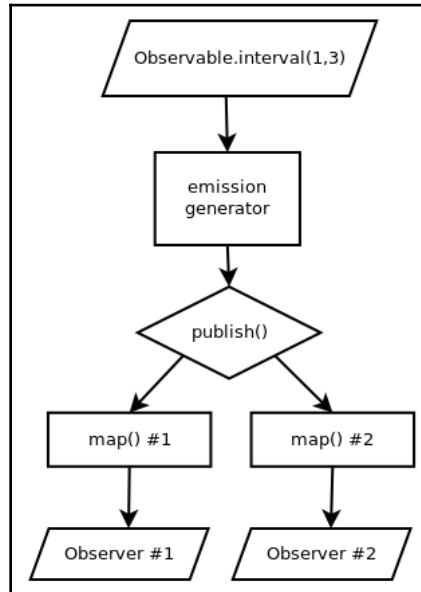 Observable.interval(1,3)
emission
generator
publish()
map() #1
map() #2
Observer #1
Observer #2